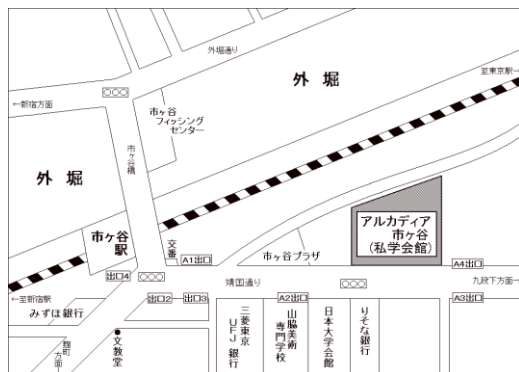 外堀通り
外 堀
至東京駅→
○○○
←新宿方面
市ヶ谷
フィッシング
センター
市ヶ谷橋
外 堀
市ヶ谷
駅
交番
A1出口
市ヶ谷プラザ
アルカディア
市ヶ谷
(私学会館)
A4出口
出口4
○○○
靖国通り
○○○
九段下方面→
←至新宿駅
出口2
出口3
A2出口
A3出口
みずほ銀行
麹町
方面
文教堂
三菱東京
UFJ 銀行
山脇美術
専門学校
日本大学会館
りそな銀行